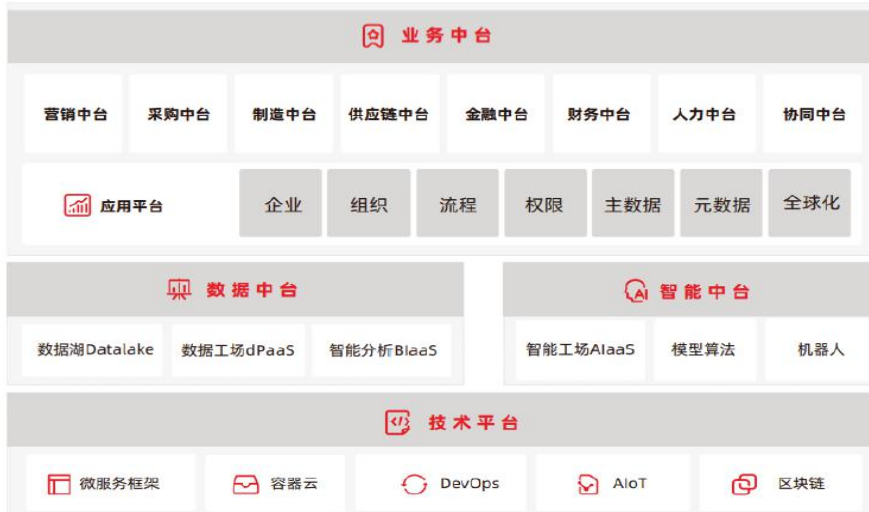 业务中台
营销中台 采购中台 制造中台 供应链中台 金融中台 财务中台 人力中台 协同中台
应用平台 企业 组织 流程 权限 主数据 元数据 全球化
数据中台
数据湖Datalake 数据工场dPaaS 智能分析BIaaS
AI 智能中台
智能工场AIaaS 模型算法 机器人
技术平台
微服务框架 容器云 DevOps AIoT 区块链